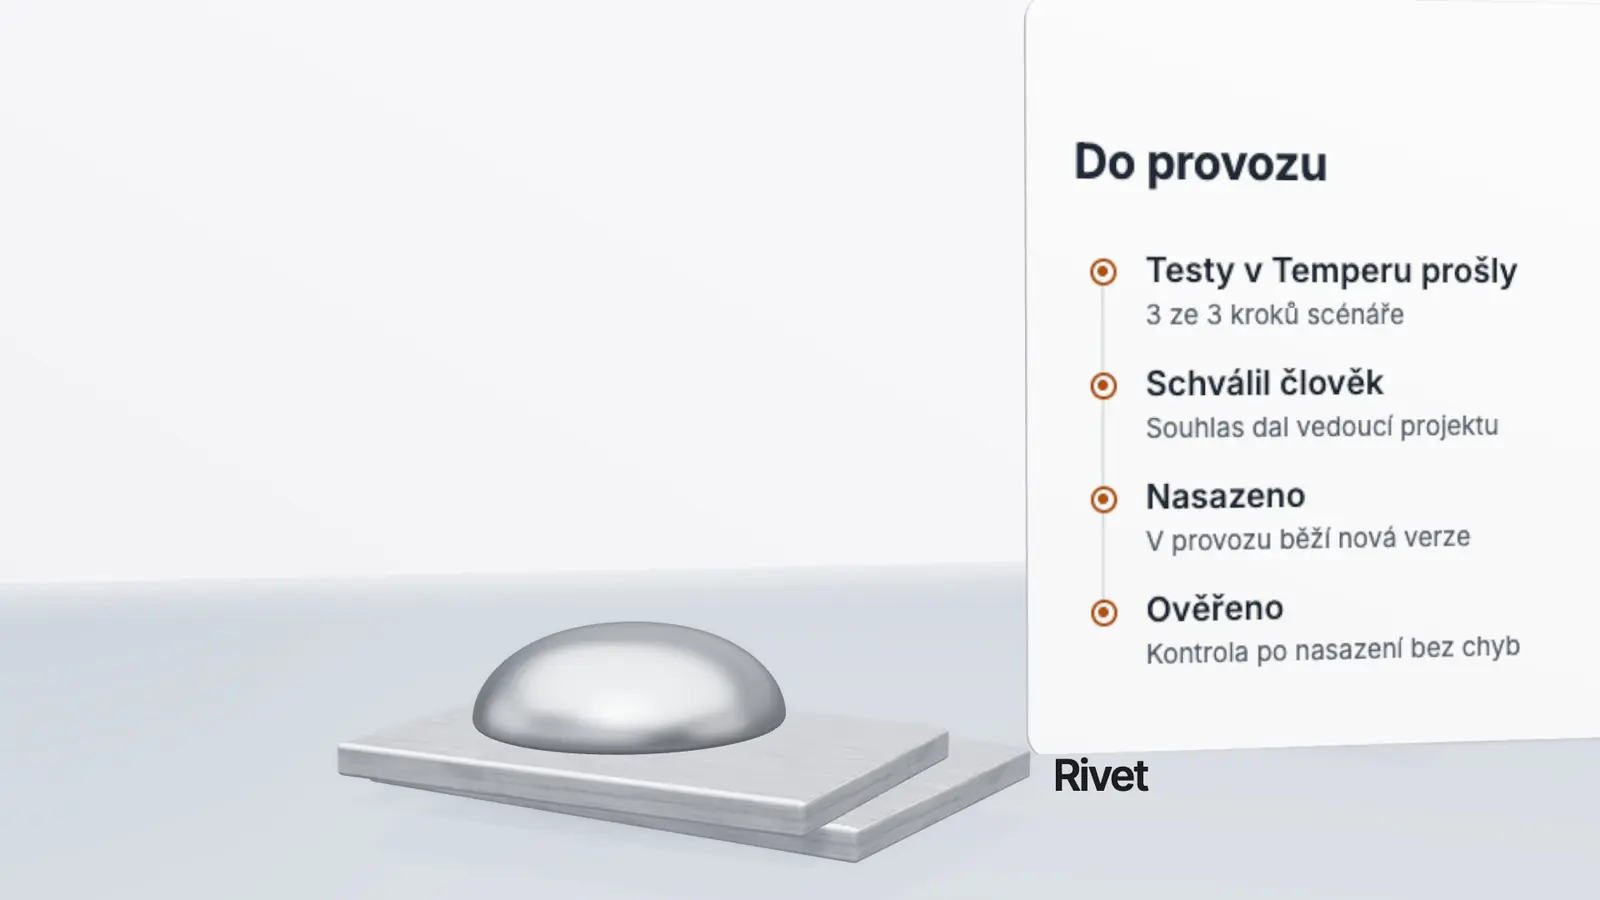 Do provozu
Testy v Temperu prošly
3 ze 3 kroků scénáře
Schválil člověk
Souhlas dal vedoucí projektu
Nasazeno
V provozu běží nová verze
Ověřeno
Kontrola po nasazení bez chyb
Rivet